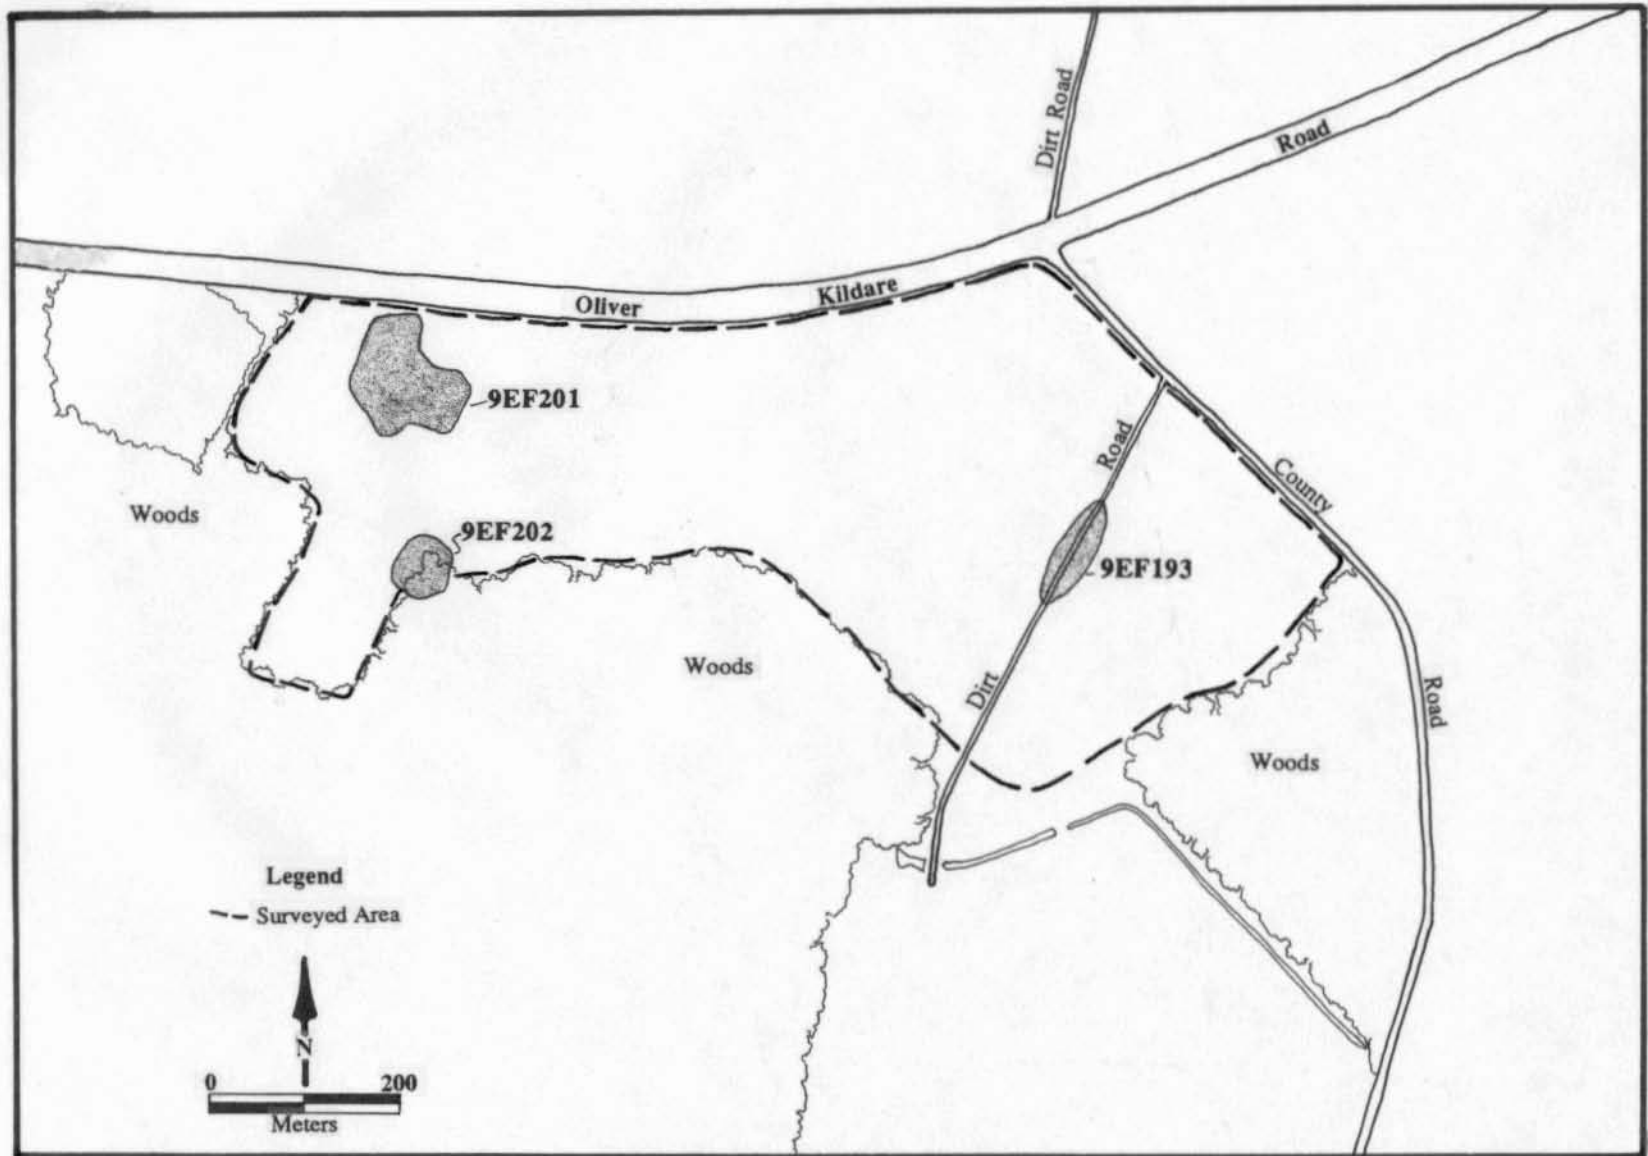 Dirt Road
Road
Oliver
Kildare
9EF201
Road
County
Woods
9EF202
9EF193
Woods
Dirt
Road
Woods
Legend
Surveyed Area
N
0 200
Meters